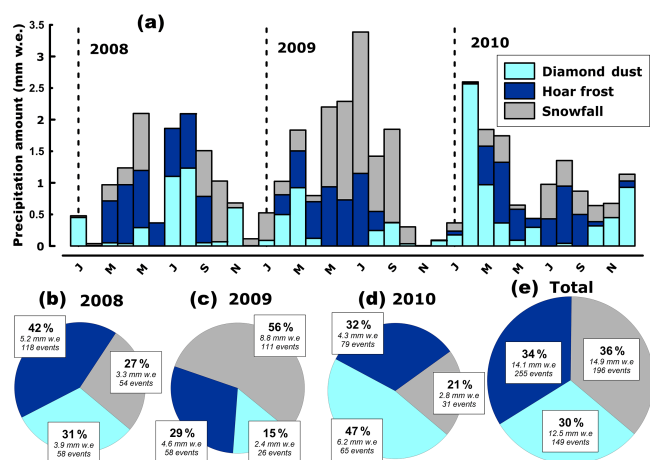 (a)
2008
2009
2010
Precipitation amount (mm w.e.)
3.5
3
2.5
2
1.5
1
0.5
0
Diamond dust
Hoar frost
Snowfall
J M M J S N J M M J S N J M M J S N
(b) 2008
42 %
5.2 mm w.e
118 events
27 %
3.3 mm w.e
54 events
31 %
3.9 mm w.e
58 events
(c) 2009
56 %
8.8 mm w.e
111 events
29 %
4.6 mm w.e
58 events
15 %
2.4 mm w.e
26 events
(d) 2010
32 %
4.3 mm w.e
79 events
21 %
2.8 mm w.e
31 events
47 %
6.2 mm w.e
65 events
(e) Total
34 %
14.1 mm w.e
255 events
36 %
14.9 mm w.e
196 events
30 %
12.5 mm w.e
149 events